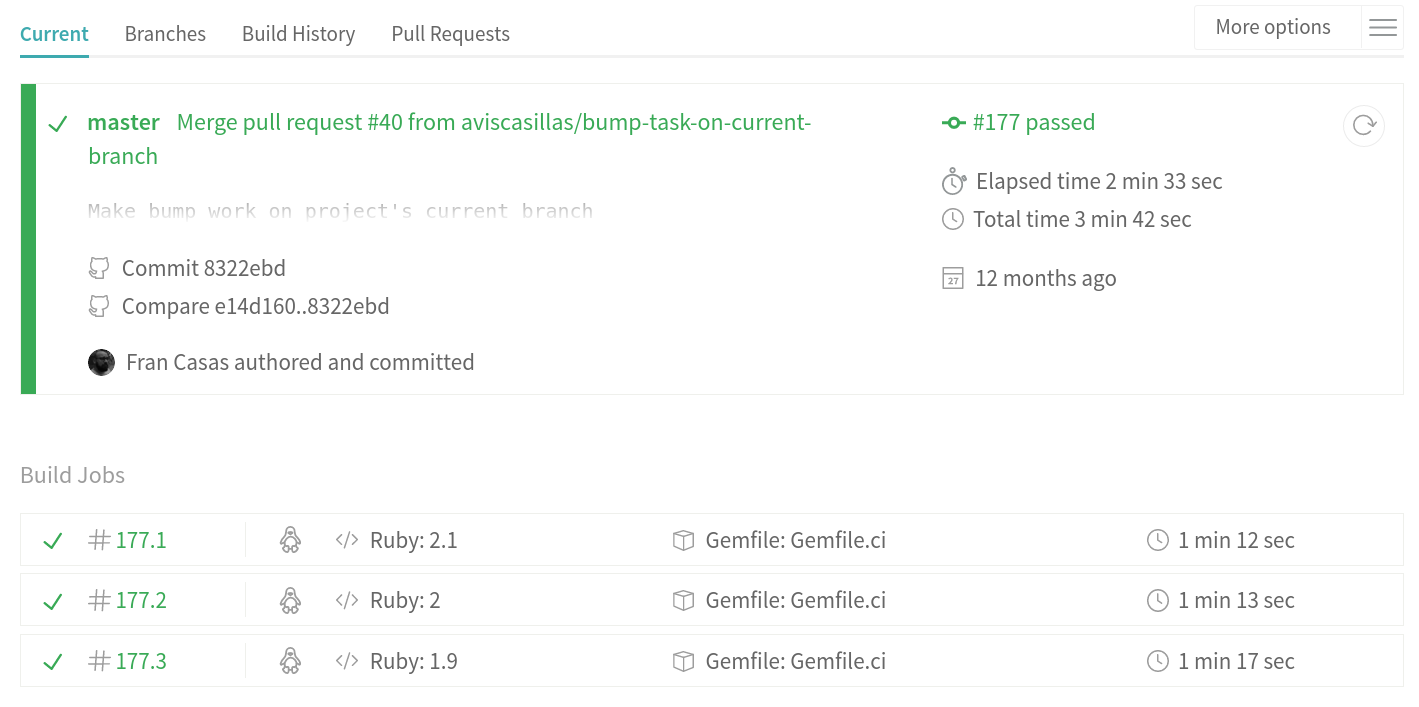 Current Branches Build History Pull Requests More options
master Merge pull request #40 from aviscasillas/bump-task-on-current-
branch
#177 passed
Make bump work on project's current branch
Elapsed time 2 min 33 sec
Total time 3 min 42 sec
Commit 8322ebd
Compare e14d160..8322ebd
27 12 months ago
Fran Casas authored and committed
Build Jobs
# 177.1 </> Ruby: 2.1 Gemfile: Gemfile.ci 1 min 12 sec
# 177.2 </> Ruby: 2 Gemfile: Gemfile.ci 1 min 13 sec
# 177.3 </> Ruby: 1.9 Gemfile: Gemfile.ci 1 min 17 sec